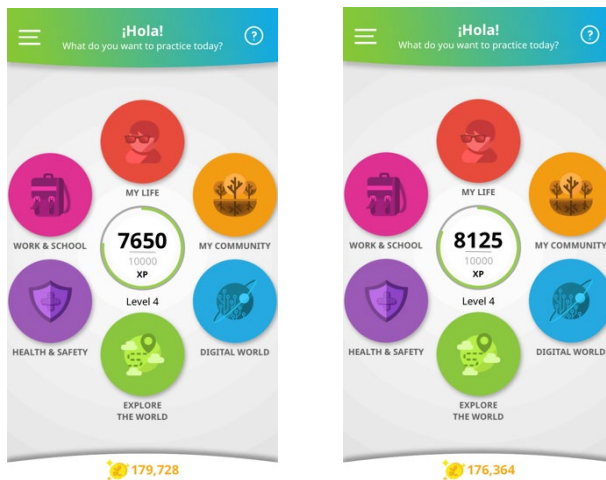 ¡Hola!
What do you want to practice today?
MY LIFE
WORK & SCHOOL
MY COMMUNITY
7650
10000
XP
Level 4
HEALTH & SAFETY
DIGITAL WORLD
EXPLORE
THE WORLD
179,728
¡Hola!
What do you want to practice today?
MY LIFE
WORK & SCHOOL
MY COMMUNITY
8125
10000
XP
Level 4
HEALTH & SAFETY
DIGITAL WORLD
EXPLORE
THE WORLD
176,364